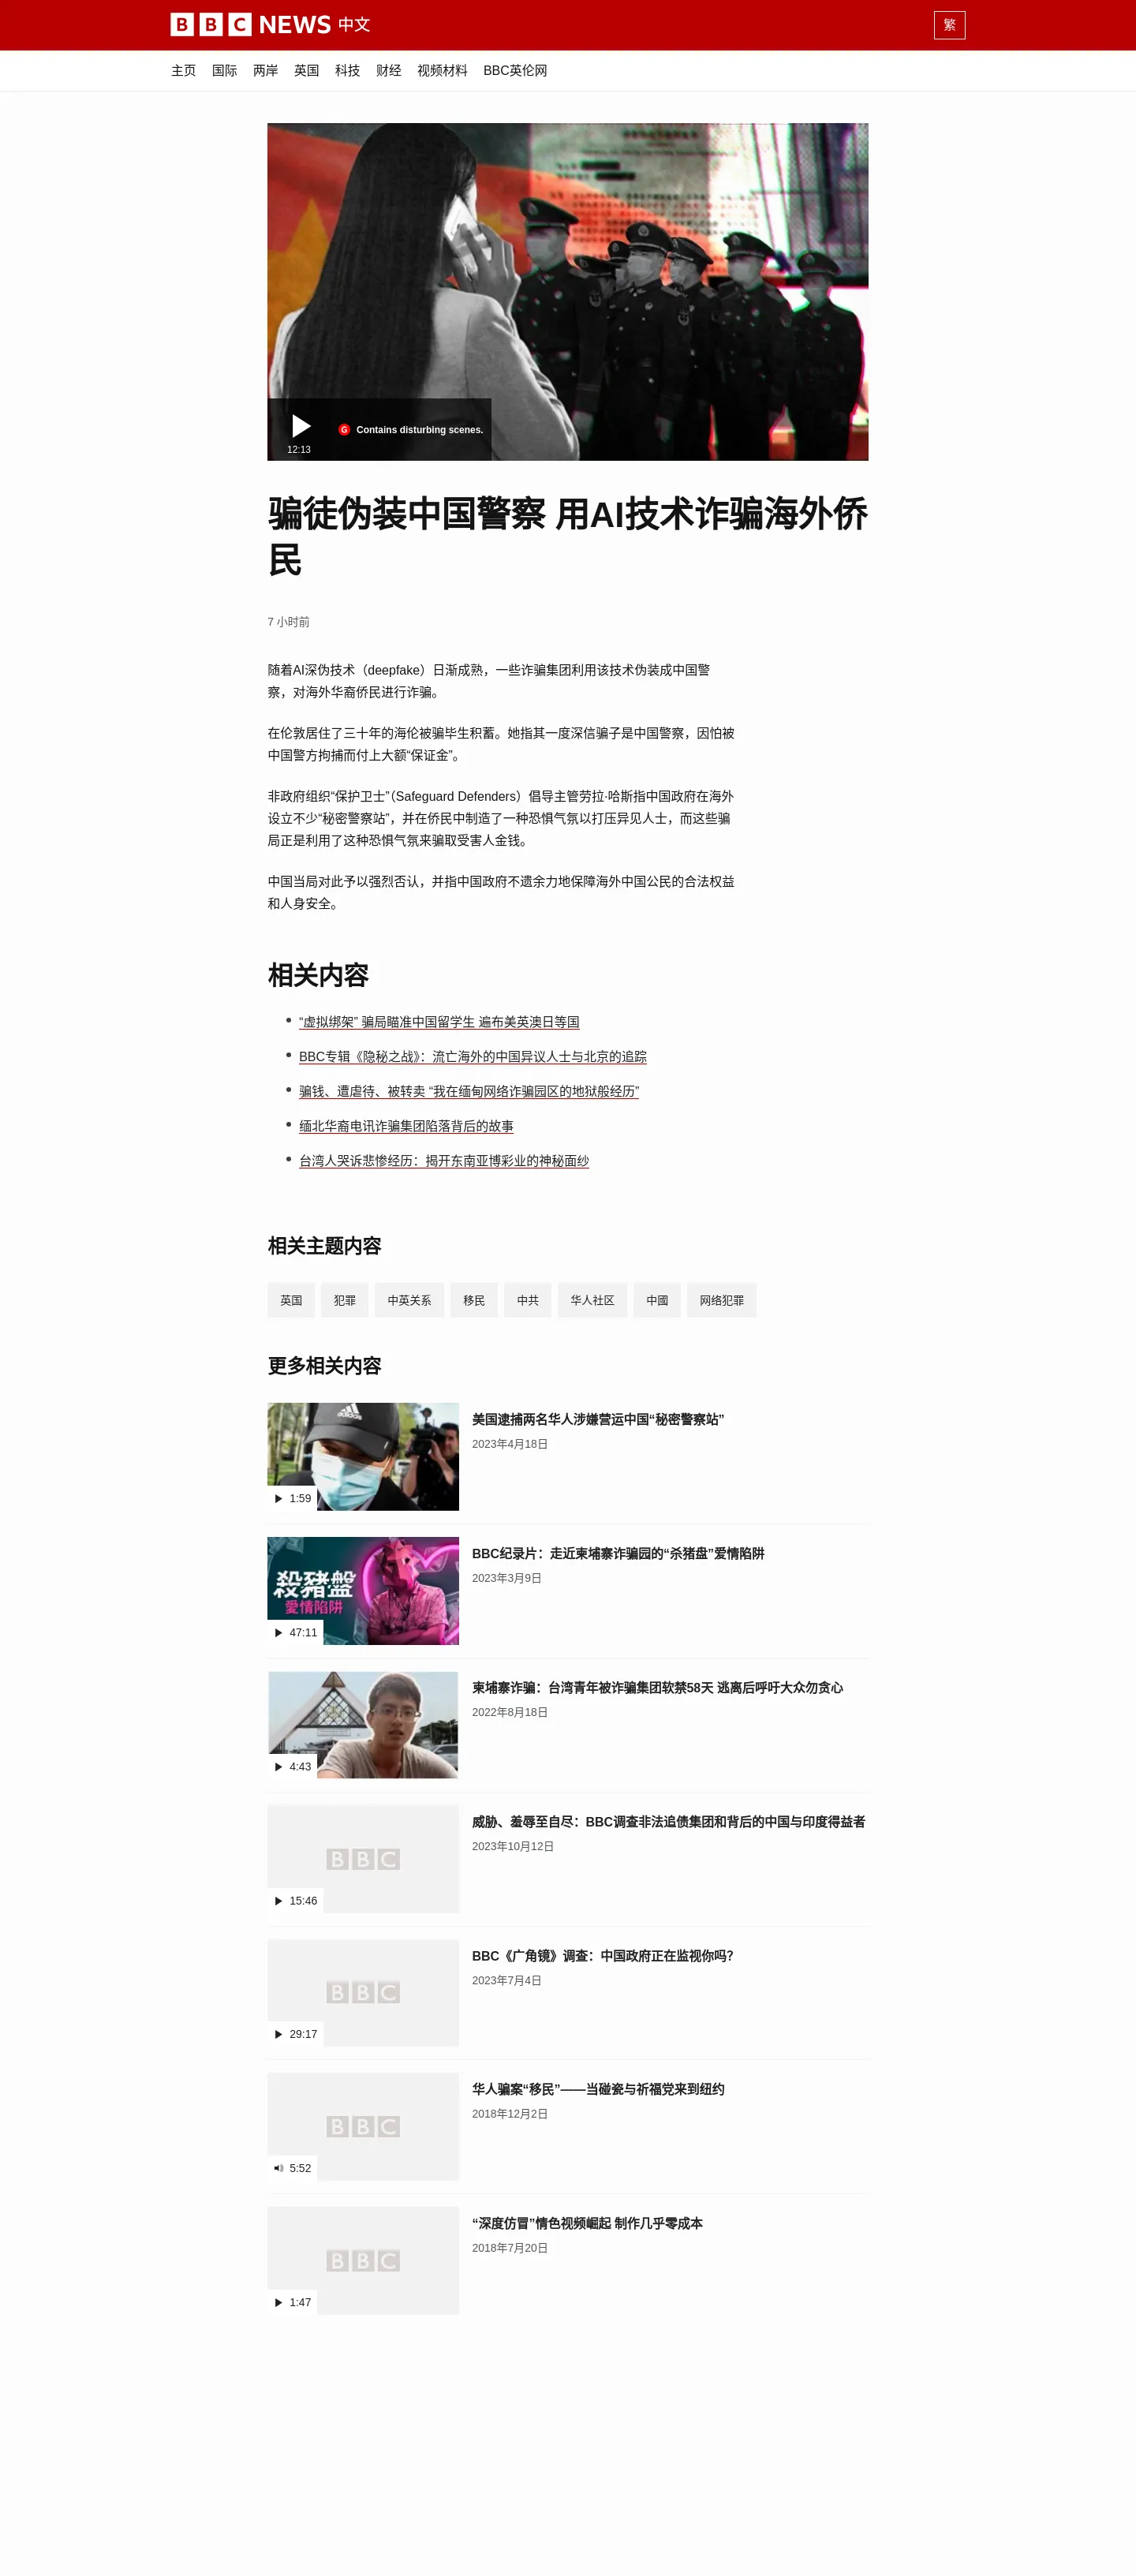 BBC NEWS 中文
繁
主页 国际 两岸 英国 科技 财经 视频材料 BBC英伦网
G Contains disturbing scenes.
12:13
骗徒伪装中国警察 用AI技术诈骗海外侨
民
7 小时前
随着AI深伪技术（deepfake）日渐成熟，一些诈骗集团利用该技术伪装成中国警
察，对海外华裔侨民进行诈骗。
在伦敦居住了三十年的海伦被骗毕生积蓄。她指其一度深信骗子是中国警察，因怕被
中国警方拘捕而付上大额“保证金”。
非政府组织“保护卫士”（Safeguard Defenders）倡导主管劳拉·哈斯指中国政府在海外
设立不少“秘密警察站”，并在侨民中制造了一种恐惧气氛以打压异见人士，而这些骗
局正是利用了这种恐惧气氛来骗取受害人金钱。
中国当局对此予以强烈否认，并指中国政府不遗余力地保障海外中国公民的合法权益
和人身安全。
相关内容
“虚拟绑架” 骗局瞄准中国留学生 遍布美英澳日等国
BBC专辑《隐秘之战》：流亡海外的中国异议人士与北京的追踪
骗钱、遭虐待、被转卖 “我在缅甸网络诈骗园区的地狱般经历”
缅北华裔电讯诈骗集团陷落背后的故事
台湾人哭诉悲惨经历：揭开东南亚博彩业的神秘面纱
相关主题内容
英国 犯罪 中英关系 移民 中共 华人社区 中國 网络犯罪
更多相关内容
adidas
1:59
美国逮捕两名华人涉嫌营运中国“秘密警察站”
2023年4月18日
殺豬盤
愛情陷阱
47:11
BBC纪录片：走近柬埔寨诈骗园的“杀猪盘”爱情陷阱
2023年3月9日
4:43
柬埔寨诈骗：台湾青年被诈骗集团软禁58天 逃离后呼吁大众勿贪心
2022年8月18日
BBC
15:46
威胁、羞辱至自尽：BBC调查非法追债集团和背后的中国与印度得益者
2023年10月12日
BBC
29:17
BBC《广角镜》调查：中国政府正在监视你吗？
2023年7月4日
BBC
5:52
华人骗案“移民”——当碰瓷与祈福党来到纽约
2018年12月2日
BBC
1:47
“深度仿冒”情色视频崛起 制作几乎零成本
2018年7月20日